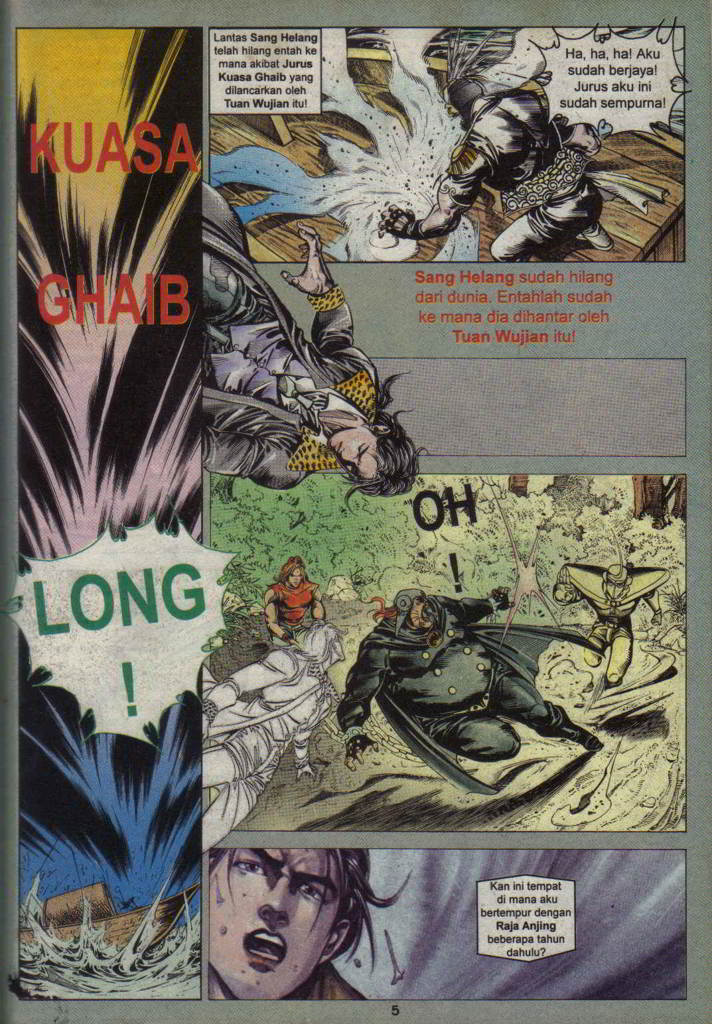 KUASA
GHAIB
LONG
!
Lantas Sang Helang
telah hilang entah ke
mana akibat Jurus
Kuasa Ghaib yang
dilancarkan oleh
Tuan Wujian itu!
Ha, ha, ha! Aku
sudah berjaya!
Jurus aku ini
sudah sempurna!
Sang Helang sudah hilang
dari dunia. Entahlah sudah
ke mana dia dihantar oleh
Tuan Wujian itu!
OH
!
Kan ini tempat
di mana aku
bertempur dengan
Raja Anjing
beberapa tahun
dahulu?
5